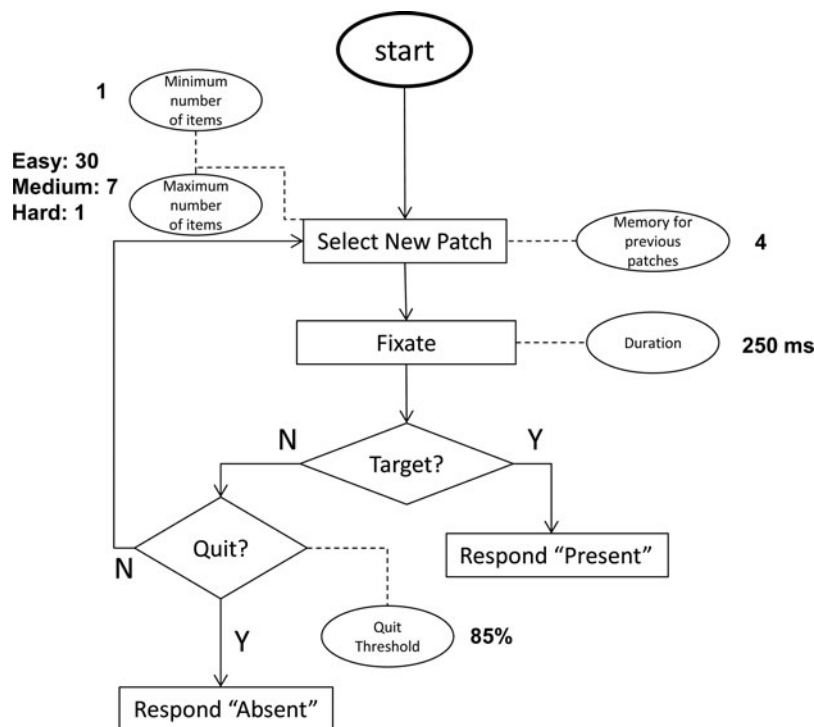 start
1
Minimum
number
of items
Easy: 30
Medium: 7
Hard: 1
Maximum
number
of items
Select New Patch
Memory for
previous
patches
4
Fixate
Duration
250 ms
N
Y
Target?
Quit?
N
Respond “Present”
Y
Quit
Threshold
85%
Respond “Absent”